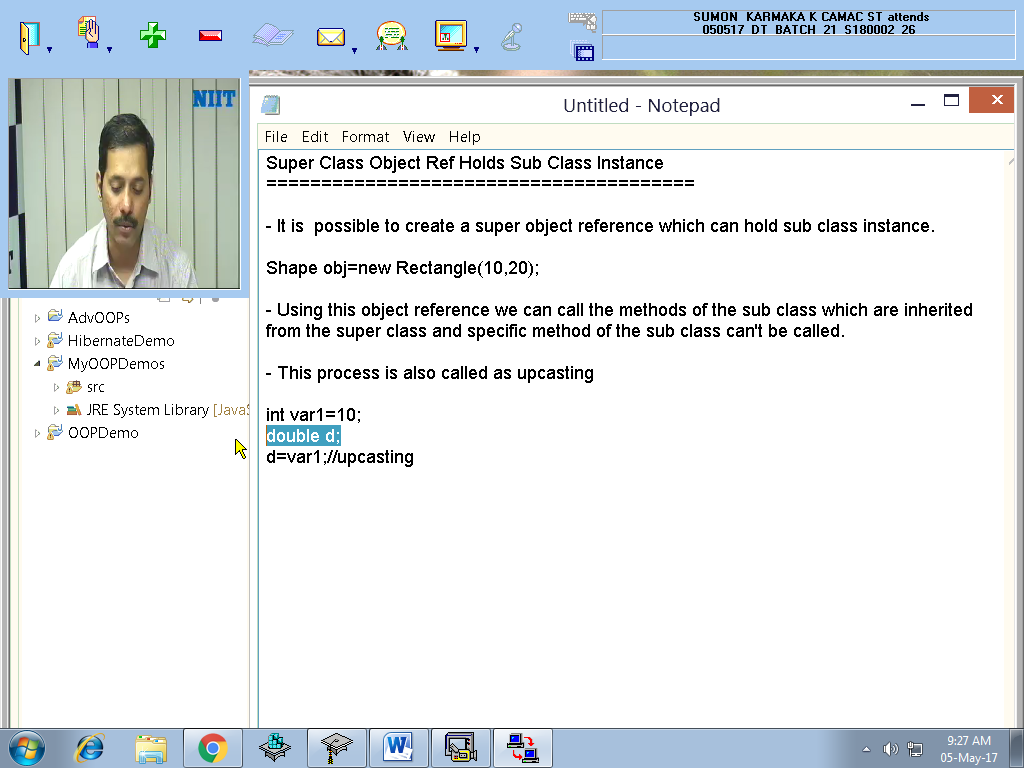 SUMON KARMAKA K CAMAC ST attends
050517 DT BATCH 21 S180002 26
NIIT
Untitled - Notepad
File Edit Format View Help
Super Class Object Ref Holds Sub Class Instance
=======================================
- It is  possible to create a super object reference which can hold sub class instance.
Shape obj=new Rectangle(10,20);
- Using this object reference we can call the methods of the sub class which are inherited
from the super class and specific method of the sub class can't be called.
- This process is also called as upcasting
int var1=10;
double d;
d=var1;//upcasting
AdvOOPs
HibernateDemo
MyOOPDemos
src
JRE System Library [JavaS
OOPDemo
9:27 AM
05-May-17